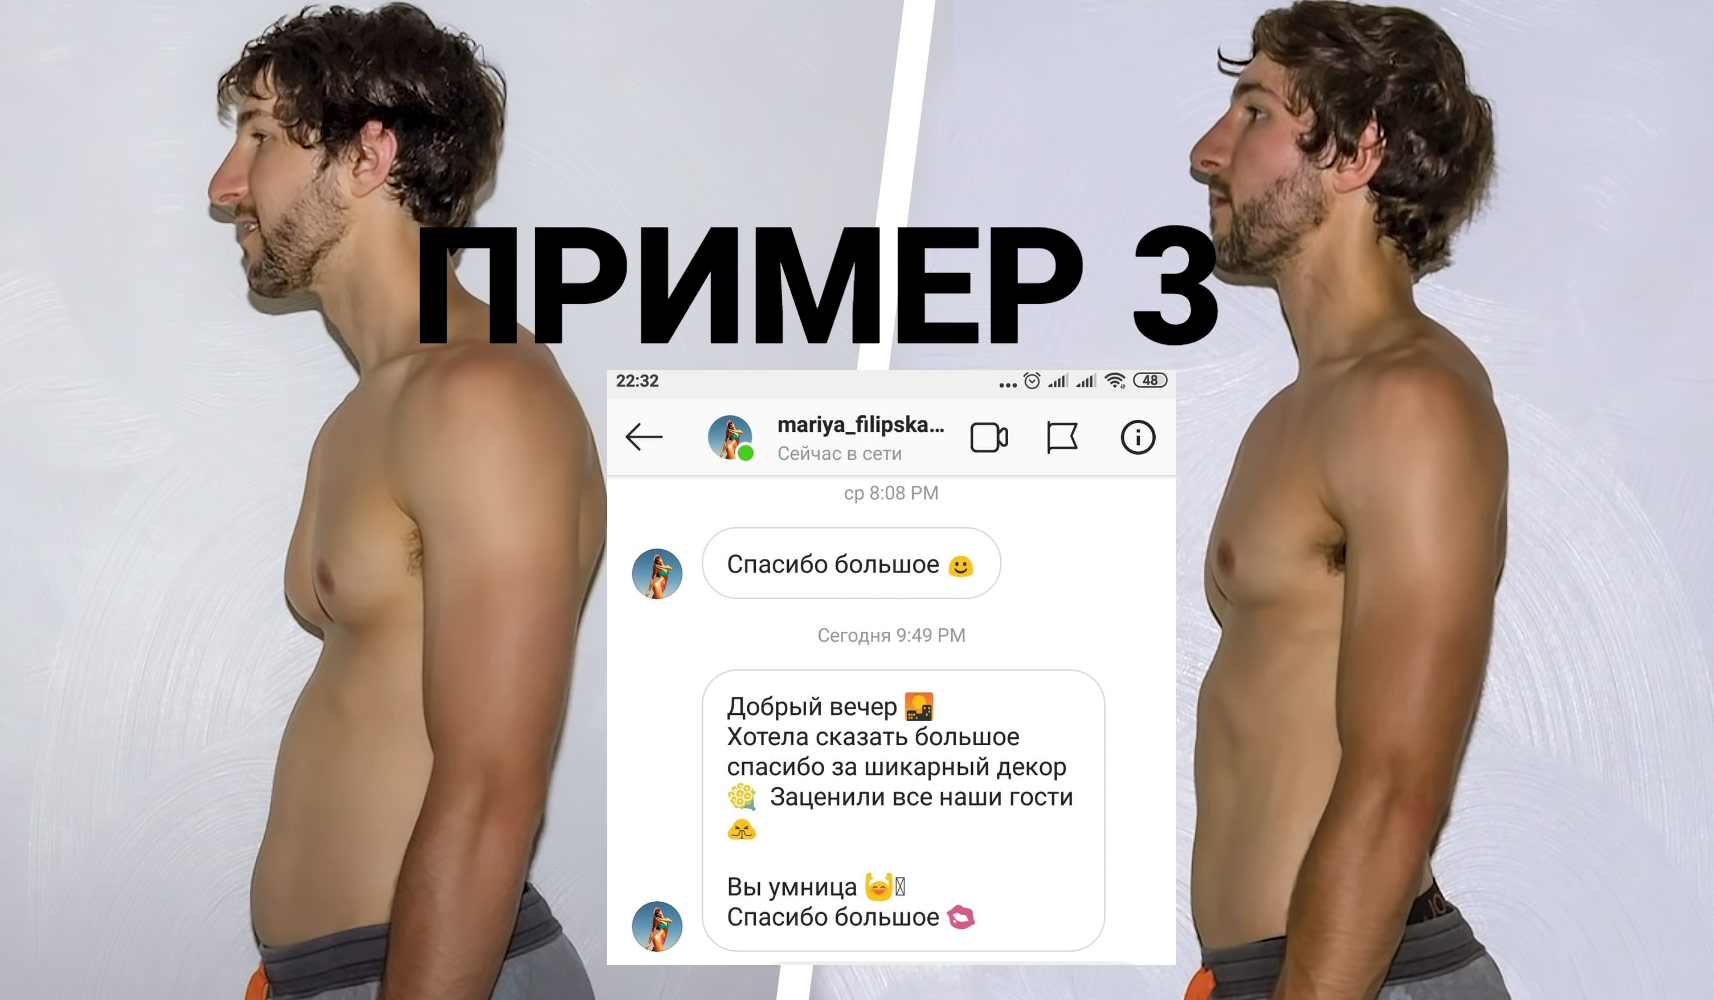 ПРИМЕР 3
22:32
48
mariya_filipska...
Сейчас в сети
ср 8:08 PM
Спасибо большое 🙂
Сегодня 9:49 PM
Добрый вечер 🌇
Хотела сказать большое
спасибо за шикарный декор
💐 Заценили все наши гости
🙏
Вы умница 🙌
Спасибо большое 💋